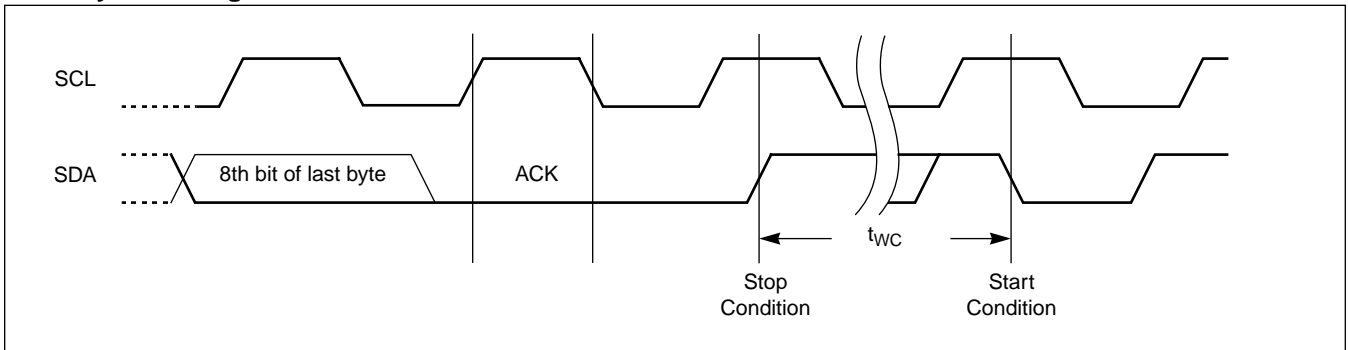 SCL
SDA
8th bit of last byte
ACK
tWC
Stop
Condition
Start
Condition